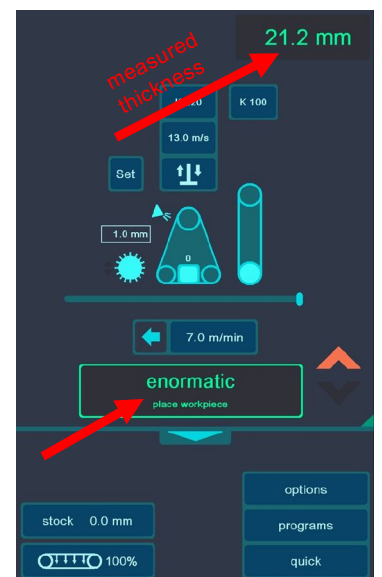 21.2 mm
measured
thickness
K 100
13.0 m/s
Set
1.0 mm
0
7.0 m/min
enormatic
place workpiece
options
stock 0.0 mm
programs
100%
quick